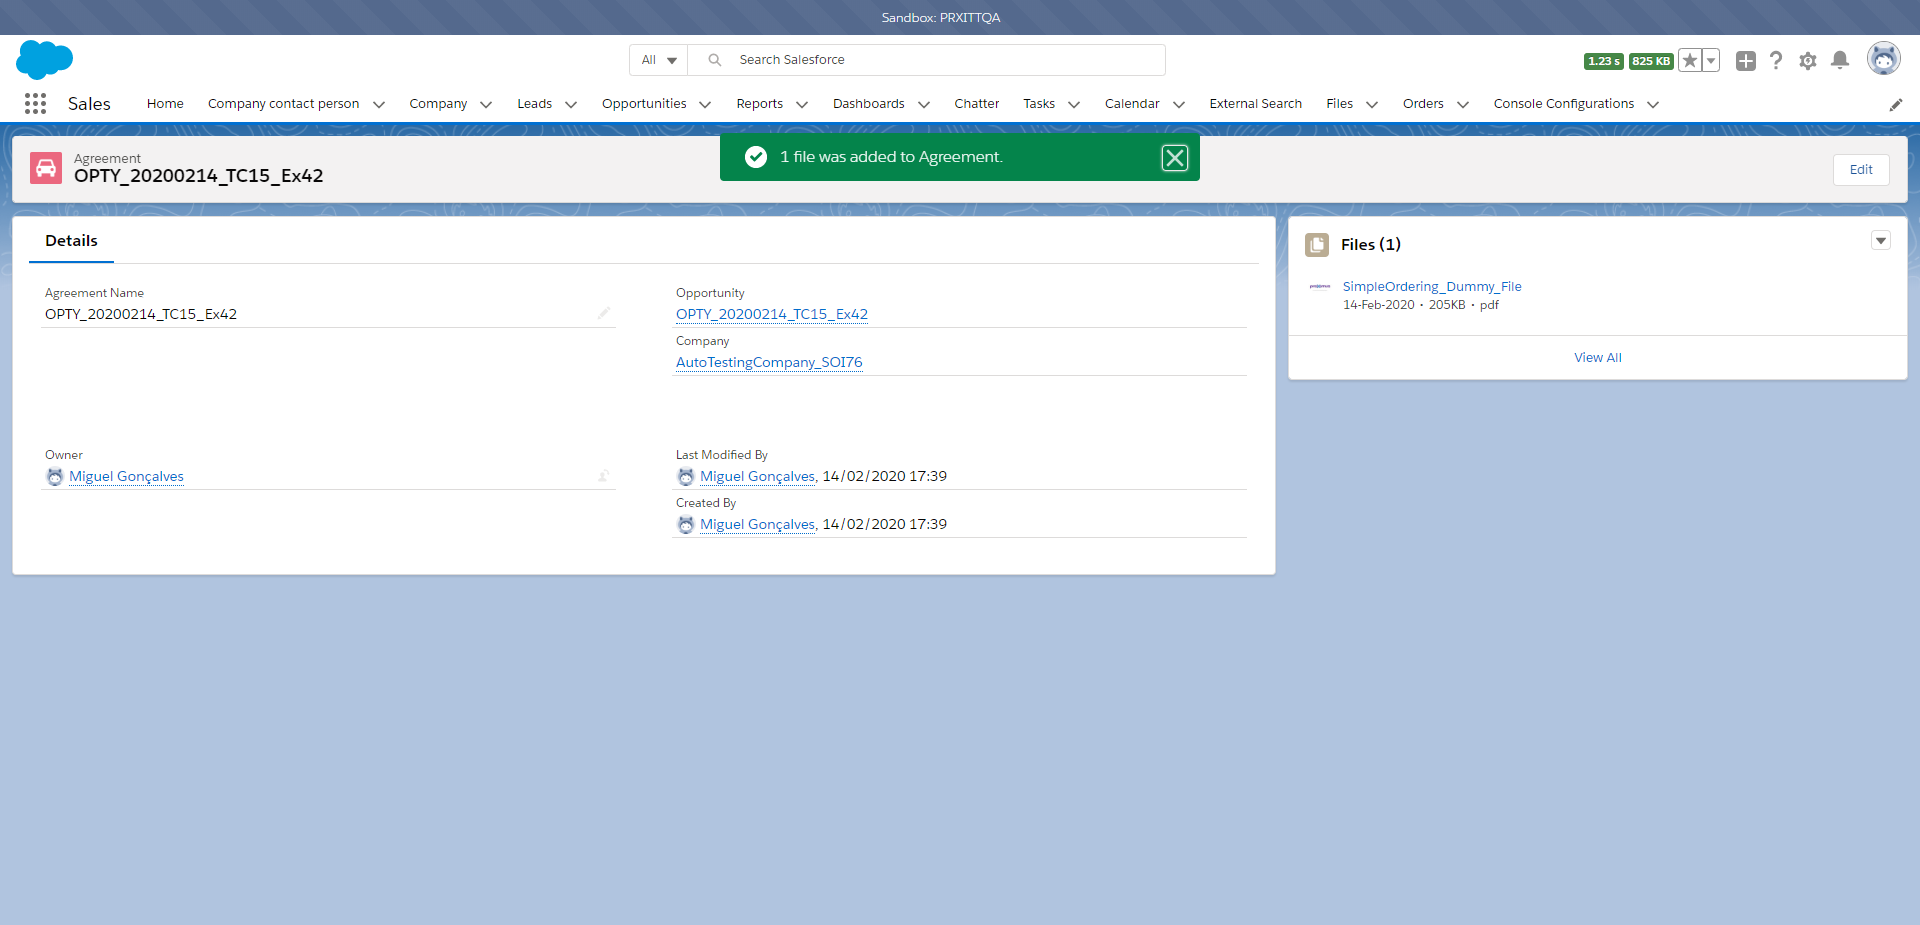 Sandbox: PRXITTQA
All
Search Salesforce
1.23 s
825 KB
Sales
Home
Company contact person
Company
Leads
Opportunities
Reports
Dashboards
Chatter
Tasks
Calendar
External Search
Files
Orders
Console Configurations
1 file was added to Agreement.
Agreement
OPTY_20200214_TC15_Ex42
Edit
Details
Agreement Name
OPTY_20200214_TC15_Ex42
Opportunity
OPTY_20200214_TC15_Ex42
Company
AutoTestingCompany_SOI76
Owner
Miguel Gonçalves
Last Modified By
Miguel Gonçalves, 14/02/2020 17:39
Created By
Miguel Gonçalves, 14/02/2020 17:39
Files (1)
SimpleOrdering_Dummy_File
14-Feb-2020 • 205KB • pdf
View All